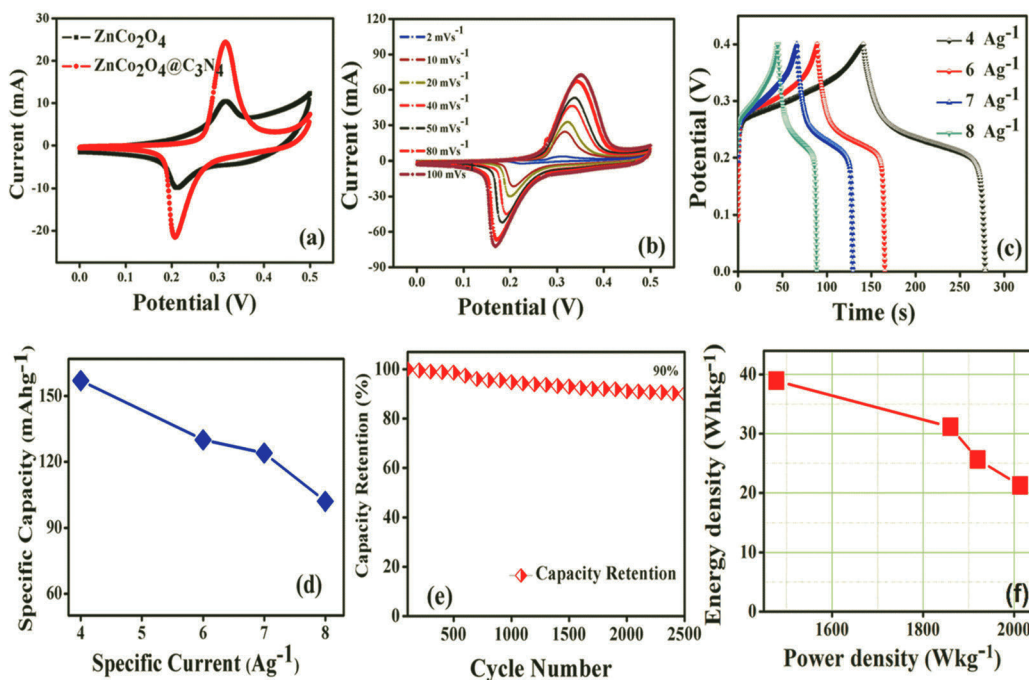 30
20
10
0
-10
-20
Current (mA)
ZnCo₂O₄
ZnCo₂O₄@C₃N₄
(a)
0.0 0.1 0.2 0.3 0.4 0.5
Potential (V)
90
60
30
0
-30
-60
-90
Current (mA)
2 mVs⁻¹
10 mVs⁻¹
20 mVs⁻¹
40 mVs⁻¹
50 mVs⁻¹
80 mVs⁻¹
100 mVs
(b)
0.0 0.1 0.2 0.3 0.4 0.5
Potential (V)
0.4
0.3
0.2
0.1
0.0
Potential (V)
4 Ag⁻¹
6 Ag⁻¹
7 Ag⁻¹
8 Ag⁻¹
(c)
0 50 100 150 200 250 300
Time (s)
150
120
90
60
Specific Capacity (mAhg⁻¹)
(d)
4 5 6 7 8
Specific Current (Ag⁻¹)
100
80
60
40
20
0
Capacity Retention (%)
90%
Capacity Retention
(e)
500 1000 1500 2000 2500
Cycle Number
40
30
20
10
0
Energy density (Whkg⁻¹)
(f)
1600 1800 2000
Power density (Wkg⁻¹)